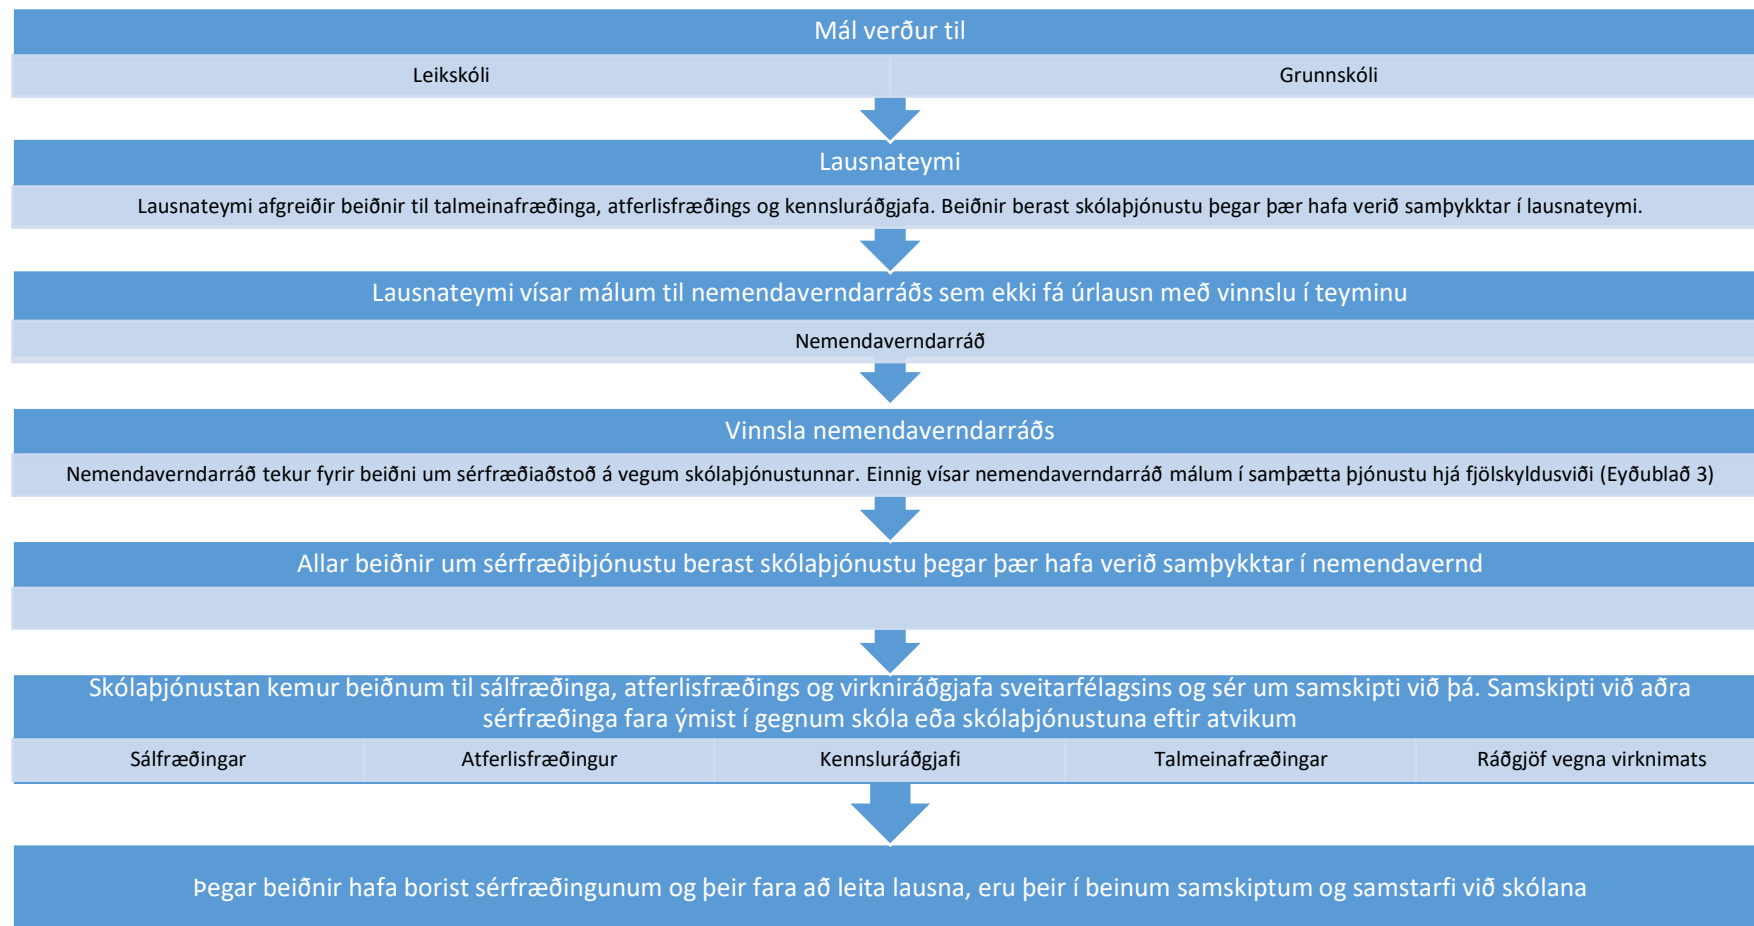 Mál verður til
Leikskóli
Grunnskóli
Lausnateymi
Lausnateymi afgreiðir beiðnir til talmeinafræðinga, atferlisfræðings og kennsluráðgjafa. Beiðnir berast skólaþjónustu þegar þær hafa verið samþykktar í lausnateymi.
Lausnateymi vísar málum til nemendaverndarráðs sem ekki fá úrlausn með vinnslu í teyminu
Nemendaverndarráð
Vinnsla nemendaverndarráðs
Nemendaverndarráð tekur fyrir beiðni um sérfræðiaðstoð á vegum skólaþjónustunnar. Einnig vísar nemendaverndarráð málum í samþætta þjónustu hjá fjölskyldusviði (Eyðublað 3)
Allar beiðnir um sérfræðiþjónustu berast skólaþjónustu þegar þær hafa verið samþykktar í nemendavernd
Skólaþjónustan kemur beiðnum til sálfræðinga, atferlisfræðings og virkniráðgjafa sveitarfélagsins og sér um samskipti við þá. Samskipti við aðra
sérfræðinga fara ýmist í gegnum skóla eða skólaþjónustuna eftir atvikum
Sálfræðingar
Atferlisfræðingur
Kennsluráðgjafi
Talmeinafræðingar
Ráðgjöf vegna virknimats
Þegar beiðnir hafa borist sérfræðingunum og þeir fara að leita lausna, eru þeir í beinum samskiptum og samstarfi við skólana